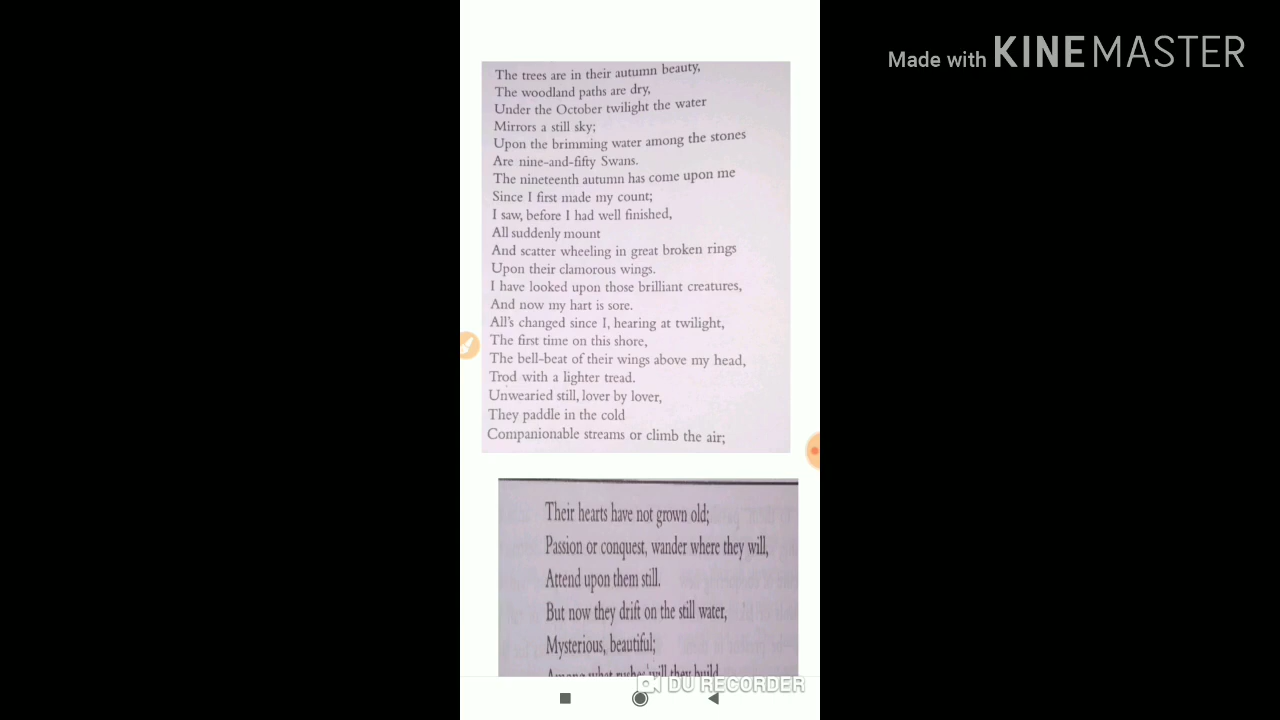 Made with KINEMASTER
The trees are in their autumn beauty,
The woodland paths are dry,
Under the October twilight the water
Mirrors a still sky;
Upon the brimming water among the stones
Are nine-and-fifty Swans.
The nineteenth autumn has come upon me
Since I first made my count;
I saw, before I had well finished,
All suddenly mount
And scatter wheeling in great broken rings
Upon their clamorous wings.
I have looked upon those brilliant creatures,
And now my hart is sore.
All's changed since I, hearing at twilight,
The first time on this shore,
The bell-beat of their wings above my head,
Trod with a lighter tread.
Unwearied still, lover by lover,
They paddle in the cold
Companionable streams or climb the air;
Their hearts have not grown old;
Passion or conquest, wander where they will,
Attend upon them still.
But now they drift on the still water,
Mysterious, beautiful;
Among what rushes will they build
DU RECORDER